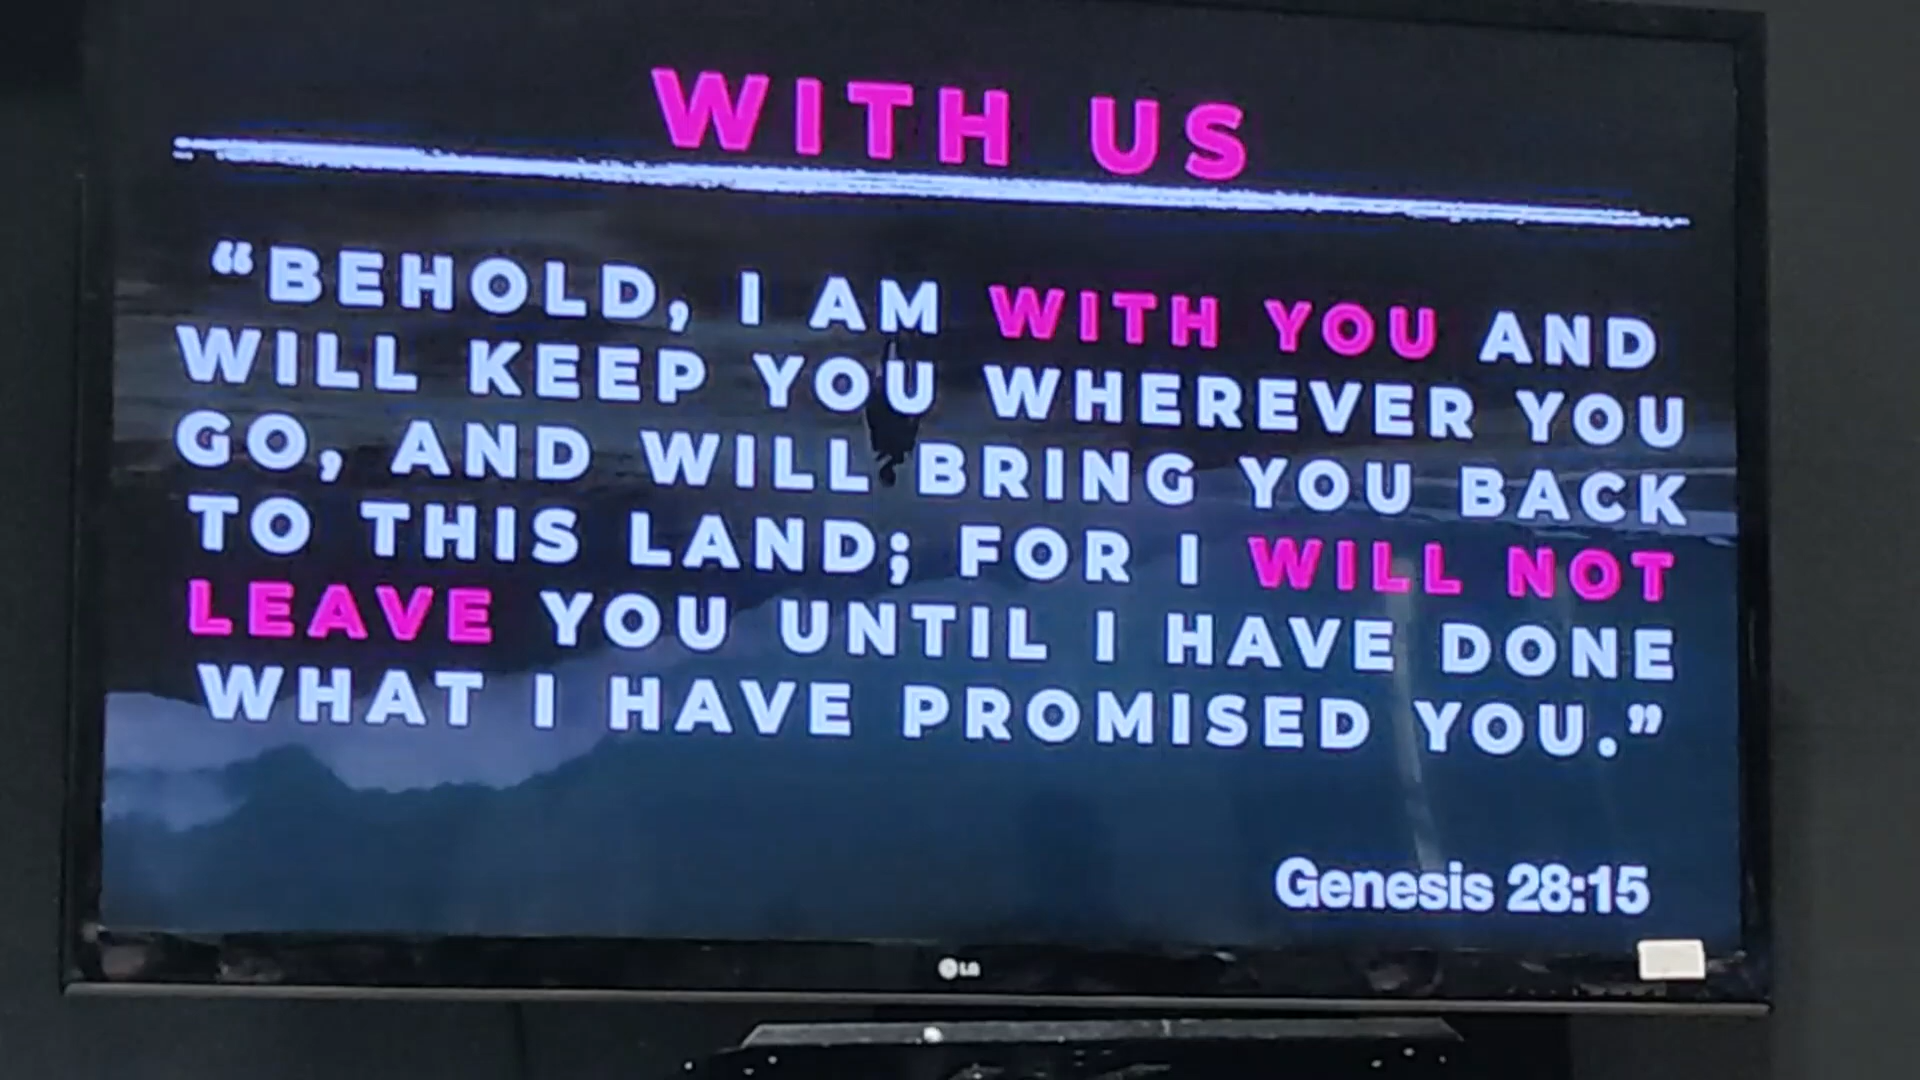 WITH US
“BEHOLD, I AM WITH YOU AND
WILL KEEP YOU WHEREVER YOU
GO, AND WILL BRING YOU BACK
TO THIS LAND; FOR I WILL NOT
LEAVE YOU UNTIL I HAVE DONE
WHAT I HAVE PROMISED YOU.”
Genesis 28:15
LG